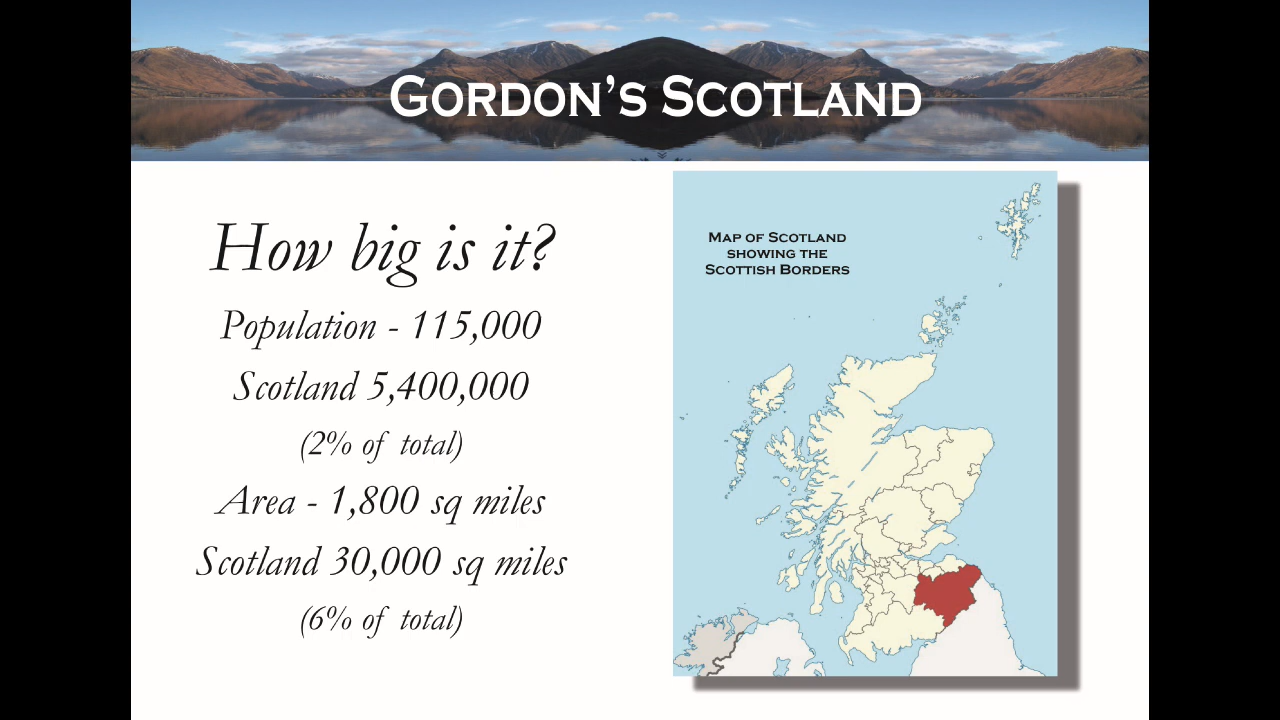 GORDON'S SCOTLAND
How big is it?
Population - 115,000
Scotland 5,400,000
(2% of total)
Area - 1,800 sq miles
Scotland 30,000 sq miles
(6% of total)
MAP OF SCOTLAND
SHOWING THE
SCOTTISH BORDERS